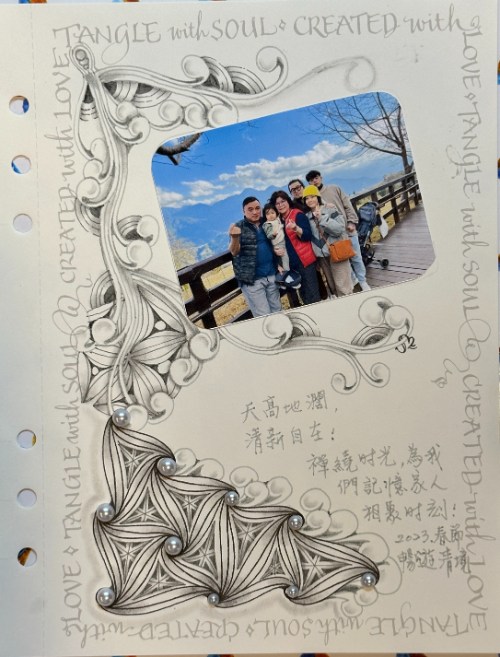 TANGLE with SOUL ⋄ CREATED with
LOVE ⋄ TANGLE with SOUL @ CREATED with
LOVE ⋄ TANGLE with SOUL @ CREATED with LOVE
天高地濶，
清新自在！
禪繞时光，為我
們記憶家人
相聚时刻！
2023.春節
暢遊清境
TANGLE with SOUL ⋄ CREATED with